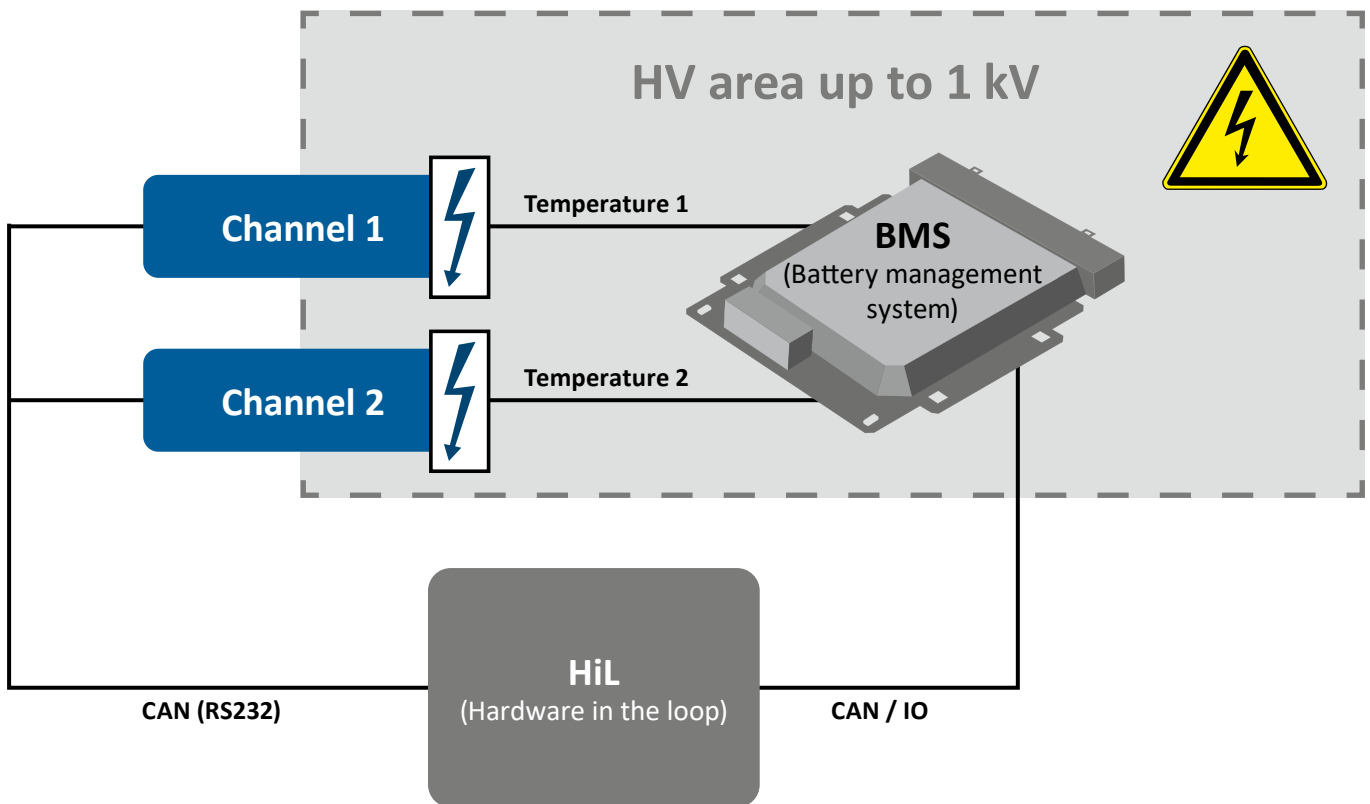 HV area up to 1 kV
Channel 1
Temperature 1
BMS
(Battery management
system)
Channel 2
Temperature 2
HiL
(Hardware in the loop)
CAN (RS232)
CAN / IO